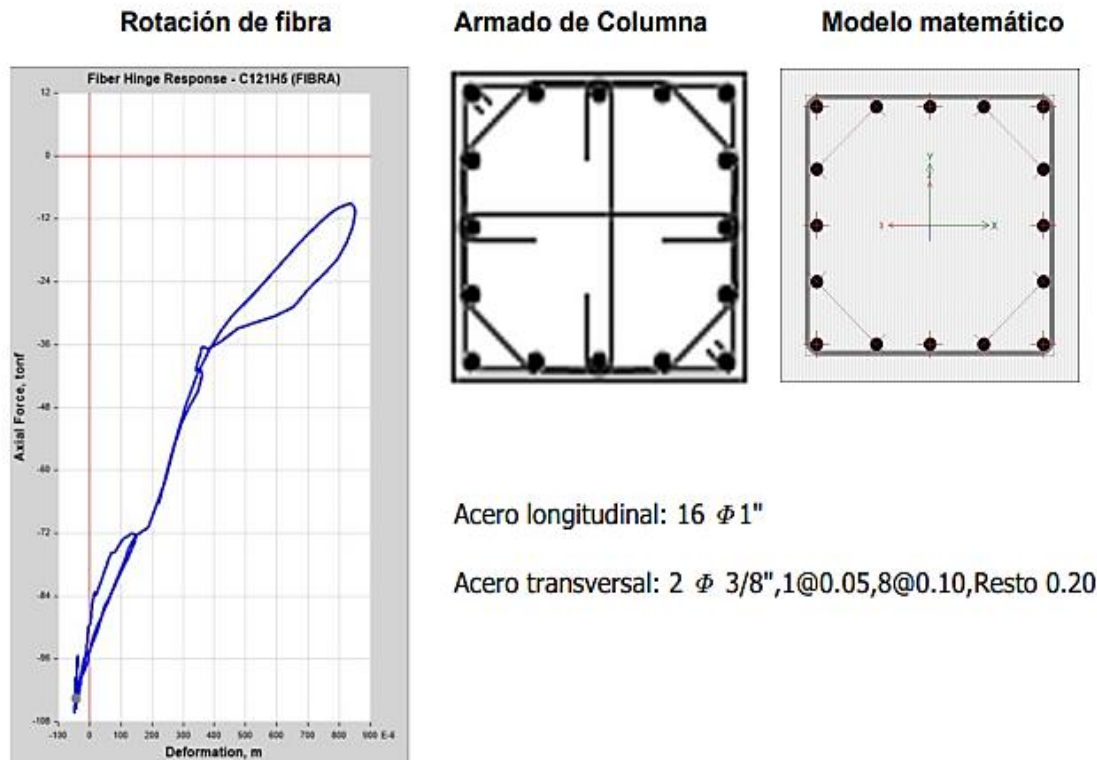 Rotación de fibra
Armado de Columna
Modelo matemático
Fiber Hinge Response - C121H5 (FIBRA)
Axial Force, tonf
12
0
-12
-24
-36
-48
-60
-72
-84
-96
-108
-100 0 100 200 300 400 500 600 700 800 900 E-6
Deformation, m
Y
X
Acero longitudinal: 16 Φ1"
Acero transversal: 2 Φ 3/8",1@0.05,8@0.10,Resto 0.20